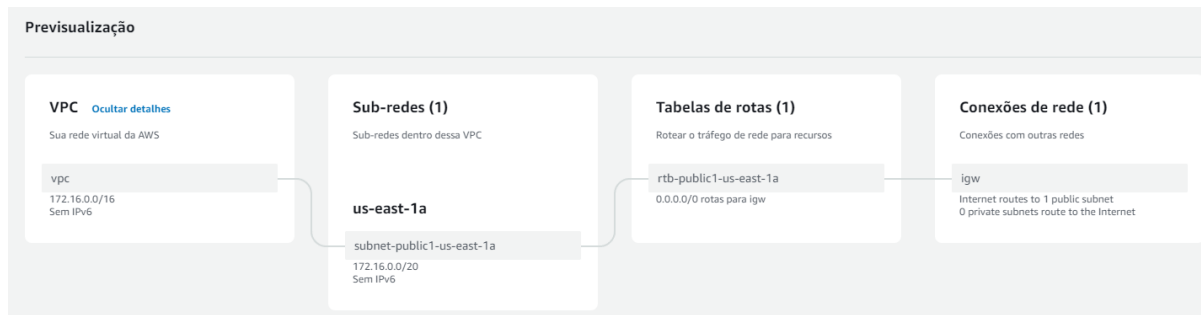 Previsualização
VPC Ocultar detalhes
Sua rede virtual da AWS
vpc
172.16.0.0/16
Sem IPv6
Sub-redes (1)
Sub-redes dentro dessa VPC
us-east-1a
subnet-public1-us-east-1a
172.16.0.0/20
Sem IPv6
Tabelas de rotas (1)
Rotear o tráfego de rede para recursos
rtb-public1-us-east-1a
0.0.0.0/0 rotas para igw
Conexões de rede (1)
Conexões com outras redes
igw
Internet routes to 1 public subnet
0 private subnets route to the Internet